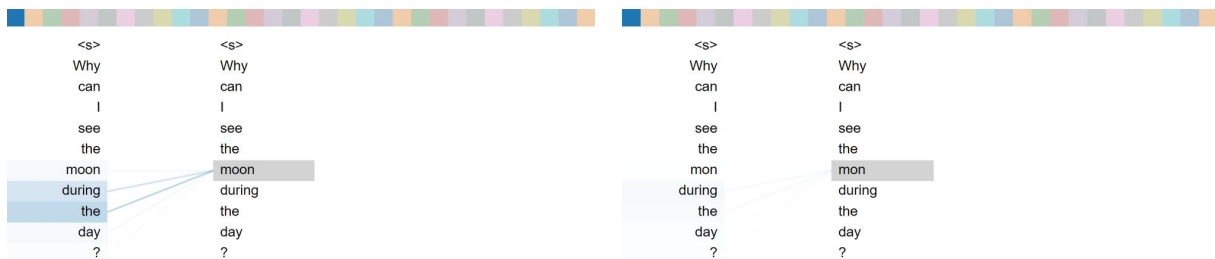 <s> <s>
Why Why
can can
I I
see see
the the
moon moon
during during
the the
day day
? ?
<s> <s>
Why Why
can can
I I
see see
the the
mon mon
during during
the the
day day
? ?